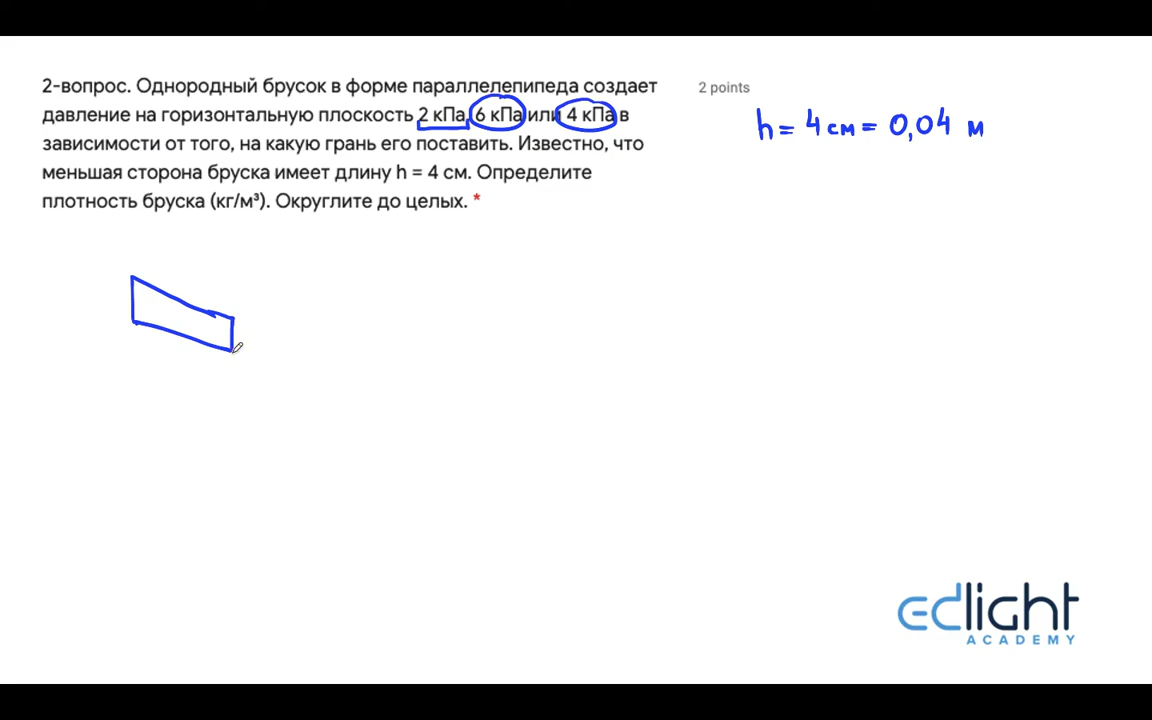 2-вопрос. Однородный брусок в форме параллелепипеда создает
давление на горизонтальную плоскость 2 кПа, 6 кПа или 4 кПа в
зависимости от того, на какую грань его поставить. Известно, что
меньшая сторона бруска имеет длину h = 4 см. Определите
плотность бруска (кг/м³). Округлите до целых. *
2 points
h = 4 см = 0,04 м
edlight
ACADEMY